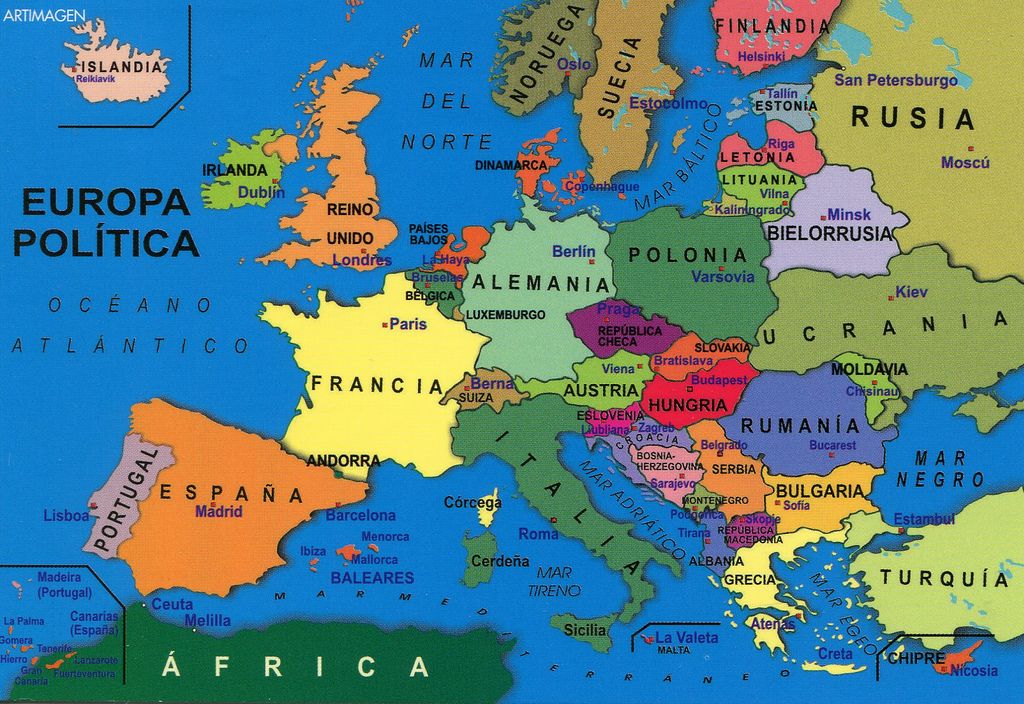 ARTIMAGEN
ISLANDIA
Reikiavik
EUROPA
POLÍTICA
OCÉANO
ATLÁNTICO
MAR
DEL
NORTE
NORUEGA
Oslo
SUECIA
Estocolmo
FINLANDIA
Helsinki
San Petersburgo
RUSIA
Moscú
Tallín
ESTONIA
Riga
LETONIA
LITUANIA
Vilna
Kaliningrado
MAR BÁLTICO
DINAMARCA
Copenhague
IRLANDA
Dublín
REINO
UNIDO
Londres
PAÍSES
BAJOS
La Haya
Bruselas
BÉLGICA
LUXEMBURGO
ALEMANIA
Berlín
POLONIA
Varsovia
Minsk
BIELORRUSIA
Kiev
UCRANIA
Praga
REPÚBLICA
CHECA
SLOVAKIA
Bratislava
Viena
AUSTRIA
Budapest
HUNGRIA
MOLDAVIA
Chisinau
RUMANÍA
Bucarest
Paris
FRANCIA
Berna
SUIZA
ESLOVENIA
Liubliana
Zagreb
CROACIA
BOSNIA-
HERZEGOVINA
Sarajevo
Belgrado
SERBIA
MONTENEGRO
Podgorica
BULGARIA
Sofía
Skopje
REPÚBLICA
MACEDONIA
Tirana
ALBANIA
GRECIA
Atenas
MAR EGEO
Creta
MAR
NEGRO
Estambul
TURQUÍA
CHIPRE
Nicosia
ANDORRA
PORTUGAL
Lisboa
ESPAÑA
Madrid
Barcelona
Menorca
Ibiza
Mallorca
BALEARES
Córcega
Cerdeña
ITALIA
Roma
MAR ADRIÁTICO
MAR
TIRENO
Sicilia
La Valeta
MALTA
MAR MEDITERRÁNEO
Ceuta
Melilla
Madeira
(Portugal)
Canarias
(España)
La Palma
Gomera
Tenerife
Hierro
Lanzarote
Gran
Canaria
Fuerteventura
ÁFRICA